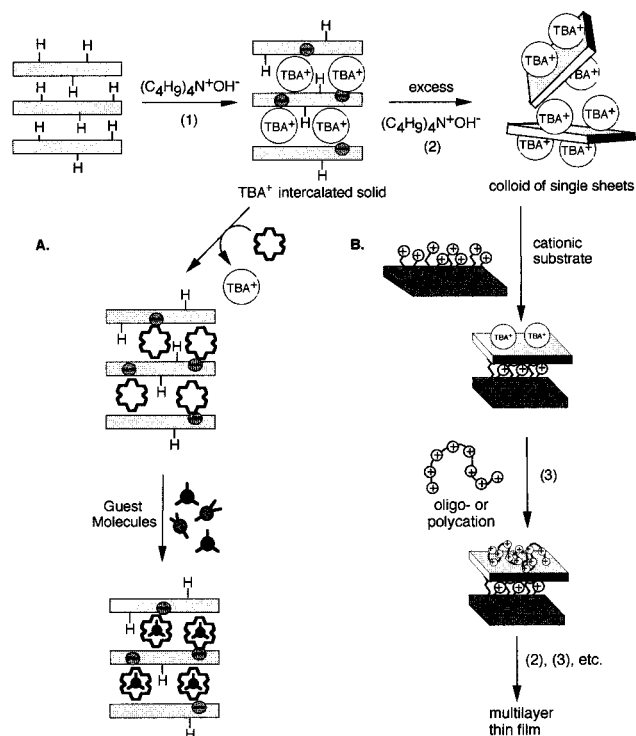 H H H
H H H
H H H
H
(C4H9)4N+OH−
(1)
H
H
TBA+ TBA+
H
H
TBA+ TBA+
H
TBA+ intercalated solid
excess
(C4H9)4N+OH−
(2)
TBA+
TBA+
TBA+
TBA+ TBA+
TBA+ TBA+
colloid of single sheets
A.
TBA+
H
H
H
H
H
Guest
Molecules
H
H
H
H
B.
+ + + + + + +
cationic
substrate
TBA+ TBA+
+ + + +
+ + + + + + + +
oligo- or
polycation
(3)
+ + + +
(2), (3), etc.
multilayer
thin film